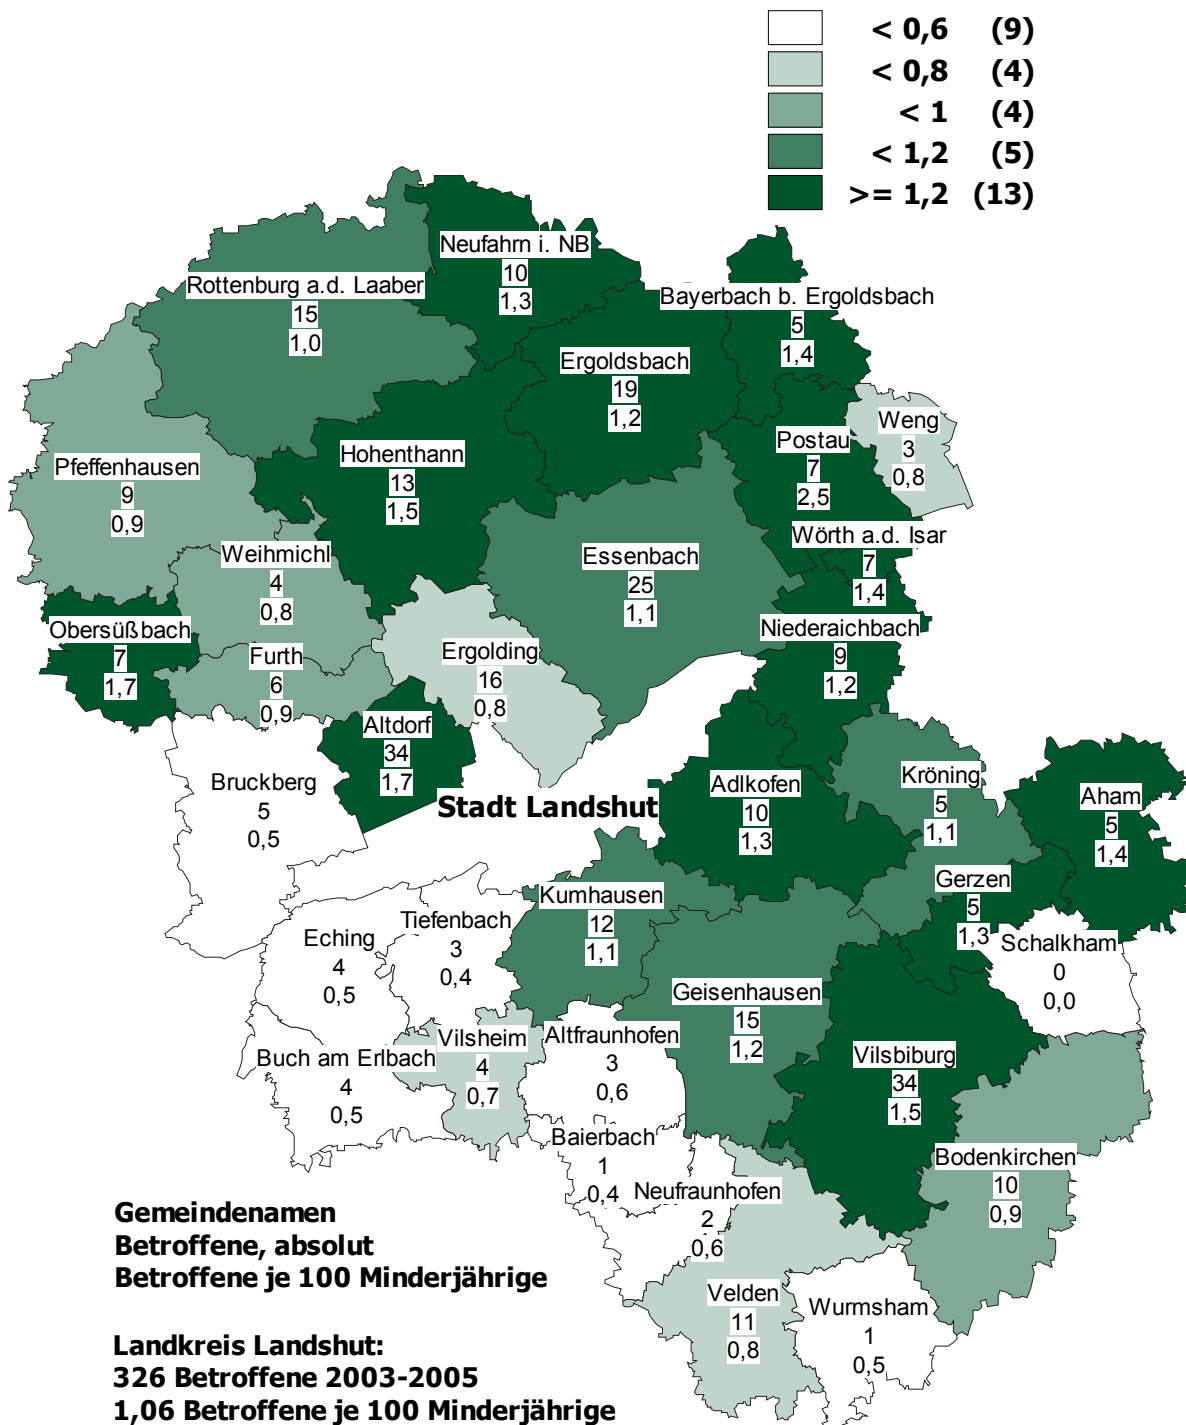 < 0,6 (9)
< 0,8 (4)
< 1 (4)
< 1,2 (5)
>= 1,2 (13)
Neufahrn i. NB
10
1,3
Rottenburg a.d. Laaber
15
1,0
Bayerbach b. Ergoldsbach
5
1,4
Ergoldsbach
19
1,2
Weng
3
0,8
Postau
7
2,5
Hohenthann
13
1,5
Pfeffenhausen
9
0,9
Wörth a.d. Isar
7
1,4
Weihmichl
4
0,8
Essenbach
25
1,1
Obersüßbach
7
1,7
Niederaichbach
9
1,2
Furth
6
0,9
Ergolding
16
0,8
Altdorf
34
1,7
Bruckberg
5
0,5
Stadt Landshut
Adlkofen
10
1,3
Kröning
5
1,1
Aham
5
1,4
Gerzen
5
1,3
Kumhausen
12
1,1
Tiefenbach
3
0,4
Eching
4
0,5
Schalkham
0
0,0
Geisenhausen
15
1,2
Vilsheim
4
0,7
Altfraunhofen
3
0,6
Buch am Erlbach
4
0,5
Vilsbiburg
34
1,5
Baierbach
1
0,4
Bodenkirchen
10
0,9
Neufraunhofen
2
0,6
Velden
11
0,8
Wurmsham
1
0,5
Gemeindenamen
Betroffene, absolut
Betroffene je 100 Minderjährige
Landkreis Landshut:
326 Betroffene 2003-2005
1,06 Betroffene je 100 Minderjährige